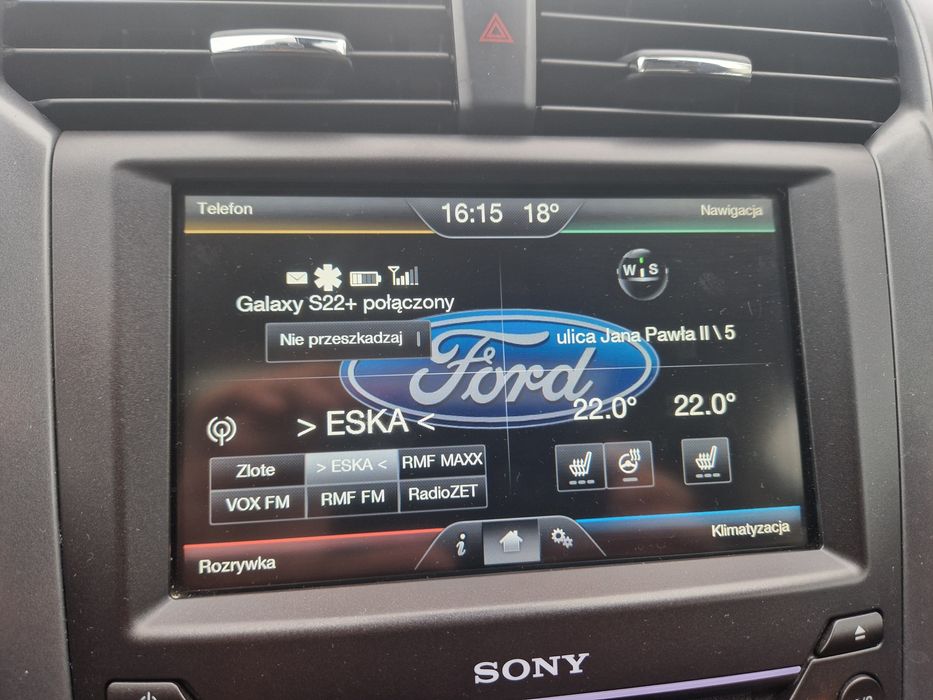 Telefon
16:15 18°
Nawigacja
W S
Galaxy S22+ połączony
Nie przeszkadzaj
ulica Jana Pawła II \ 5
Ford
> ESKA <
22.0° 22.0°
Złote > ESKA < RMF MAXX
VOX FM RMF FM RadioZET
i
Rozrywka
Klimatyzacja
SONY